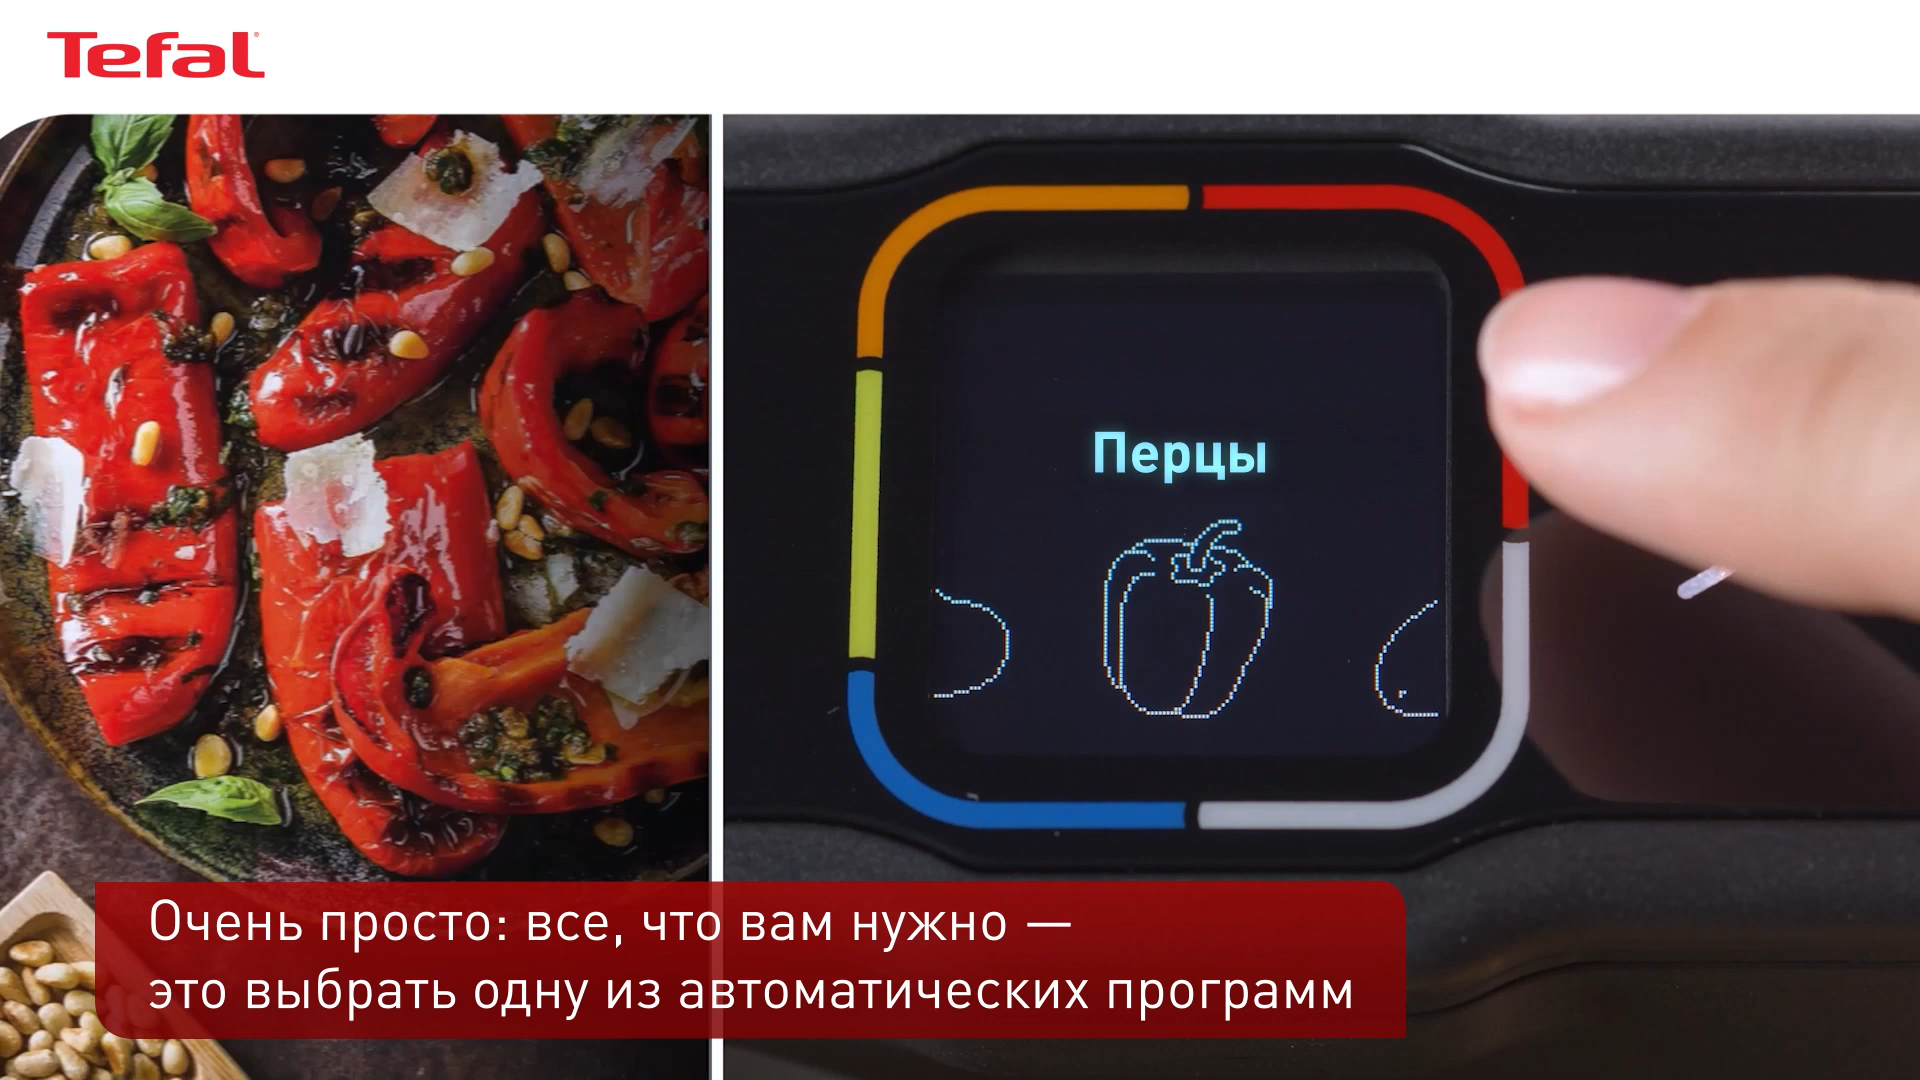 Tefal
Перцы
Очень просто: все, что вам нужно —
это выбрать одну из автоматических программ